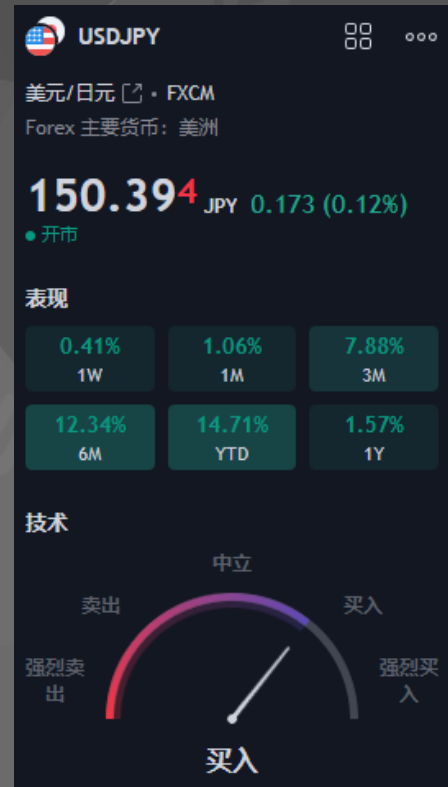 USDJPY
美元/日元 • FXCM
Forex 主要货币：美洲
150.394 JPY 0.173 (0.12%)
开市
表现
0.41% 1.06% 7.88%
1W 1M 3M
12.34% 14.71% 1.57%
6M YTD 1Y
技术
中立
卖出 买入
强烈卖 强烈买
出 入
买入